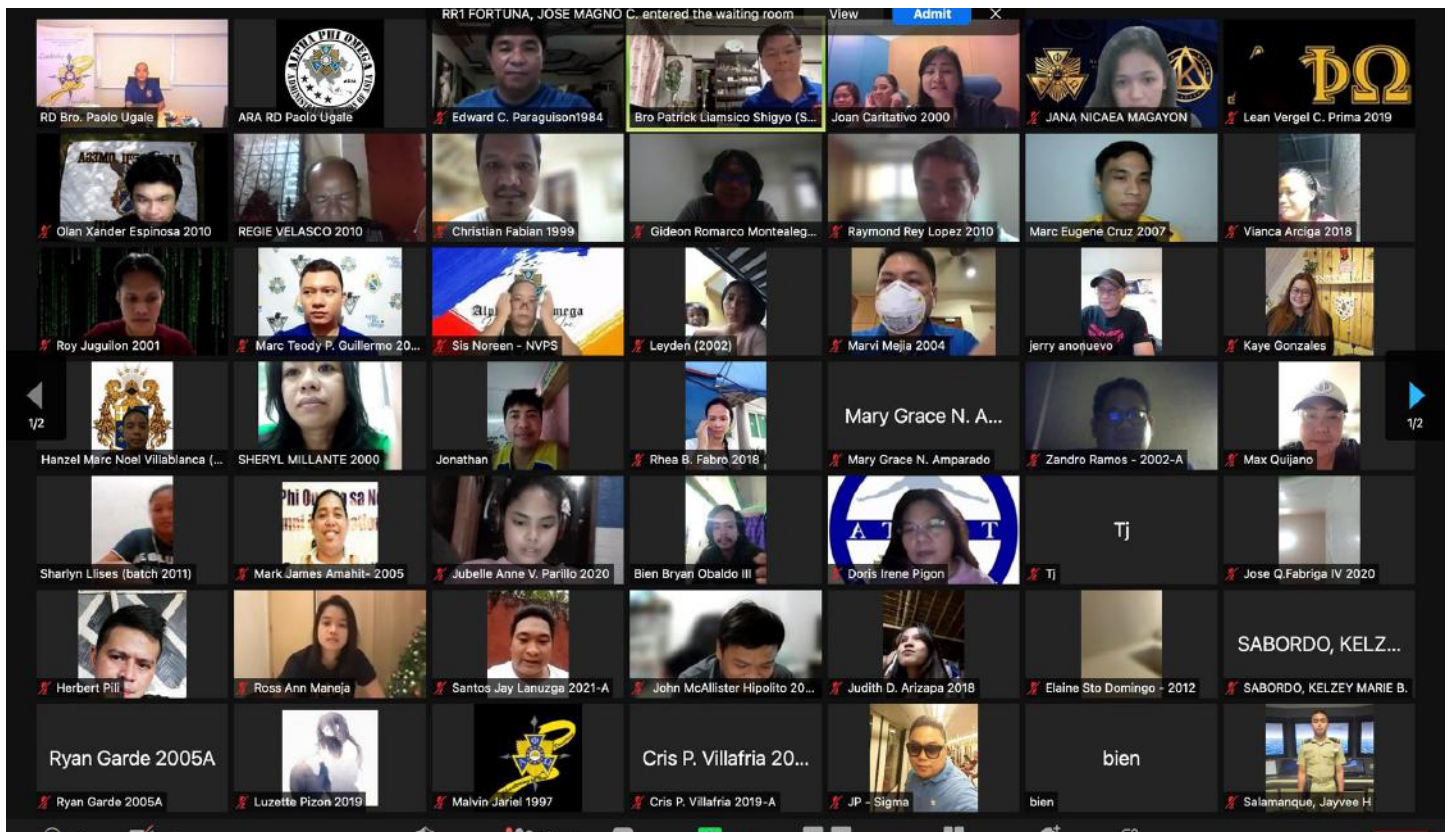 RR1 FORTUNA, JOSE MAGNO C. entered the waiting room View Admit X
ALPHA PHI OMEGA
RD Bro. Paolo Ugale
ARA RD Paolo Ugale
Edward C. Paraguison1984
Bro Patrick Liamsico Shigyo (S...
Joan Caritativo 2000
JANA NICAEA MAGAYON
ΦΩ
Lean Vergel C. Prima 2019
Olan Xander Espinosa 2010
REGIE VELASCO 2010
Christian Fabian 1999
Gideon Romarco Montealeg...
Raymond Rey Lopez 2010
Marc Eugene Cruz 2007
Vianca Arciga 2018
Roy Juguilon 2001
Marc Teody P. Guillermo 20...
Sis Noreen - NVPS
Leyden (2002)
Marvi Mejia 2004
jerry anonuevo
Kaye Gonzales
1/2
Hanzel Marc Noel Villablanca (...
SHERYL MILLANTE 2000
Jonathan
Rhea B. Fabro 2018
Mary Grace N. A...
Mary Grace N. Amparado
Zandro Ramos - 2002-A
Max Quijano
1/2
Sharlyn Llises (batch 2011)
Mark James Amahit- 2005
Jubelle Anne V. Parillo 2020
Bien Bryan Obaldo III
Doris Irene Pigon
Tj
Tj
Jose Q.Fabriga IV 2020
Herbert Pili
Ross Ann Maneja
Santos Jay Lanuzga 2021-A
John McAllister Hipolito 20...
Judith D. Arizapa 2018
Elaine Sto Domingo - 2012
SABORDO, KELZ...
SABORDO, KELZEY MARIE B.
Ryan Garde 2005A
Ryan Garde 2005A
Luzette Pizon 2019
Malvin Jariel 1997
Cris P. Villafria 20...
Cris P. Villafria 2019-A
JP - Sigma
bien
bien
Salamanque, Jayvee H